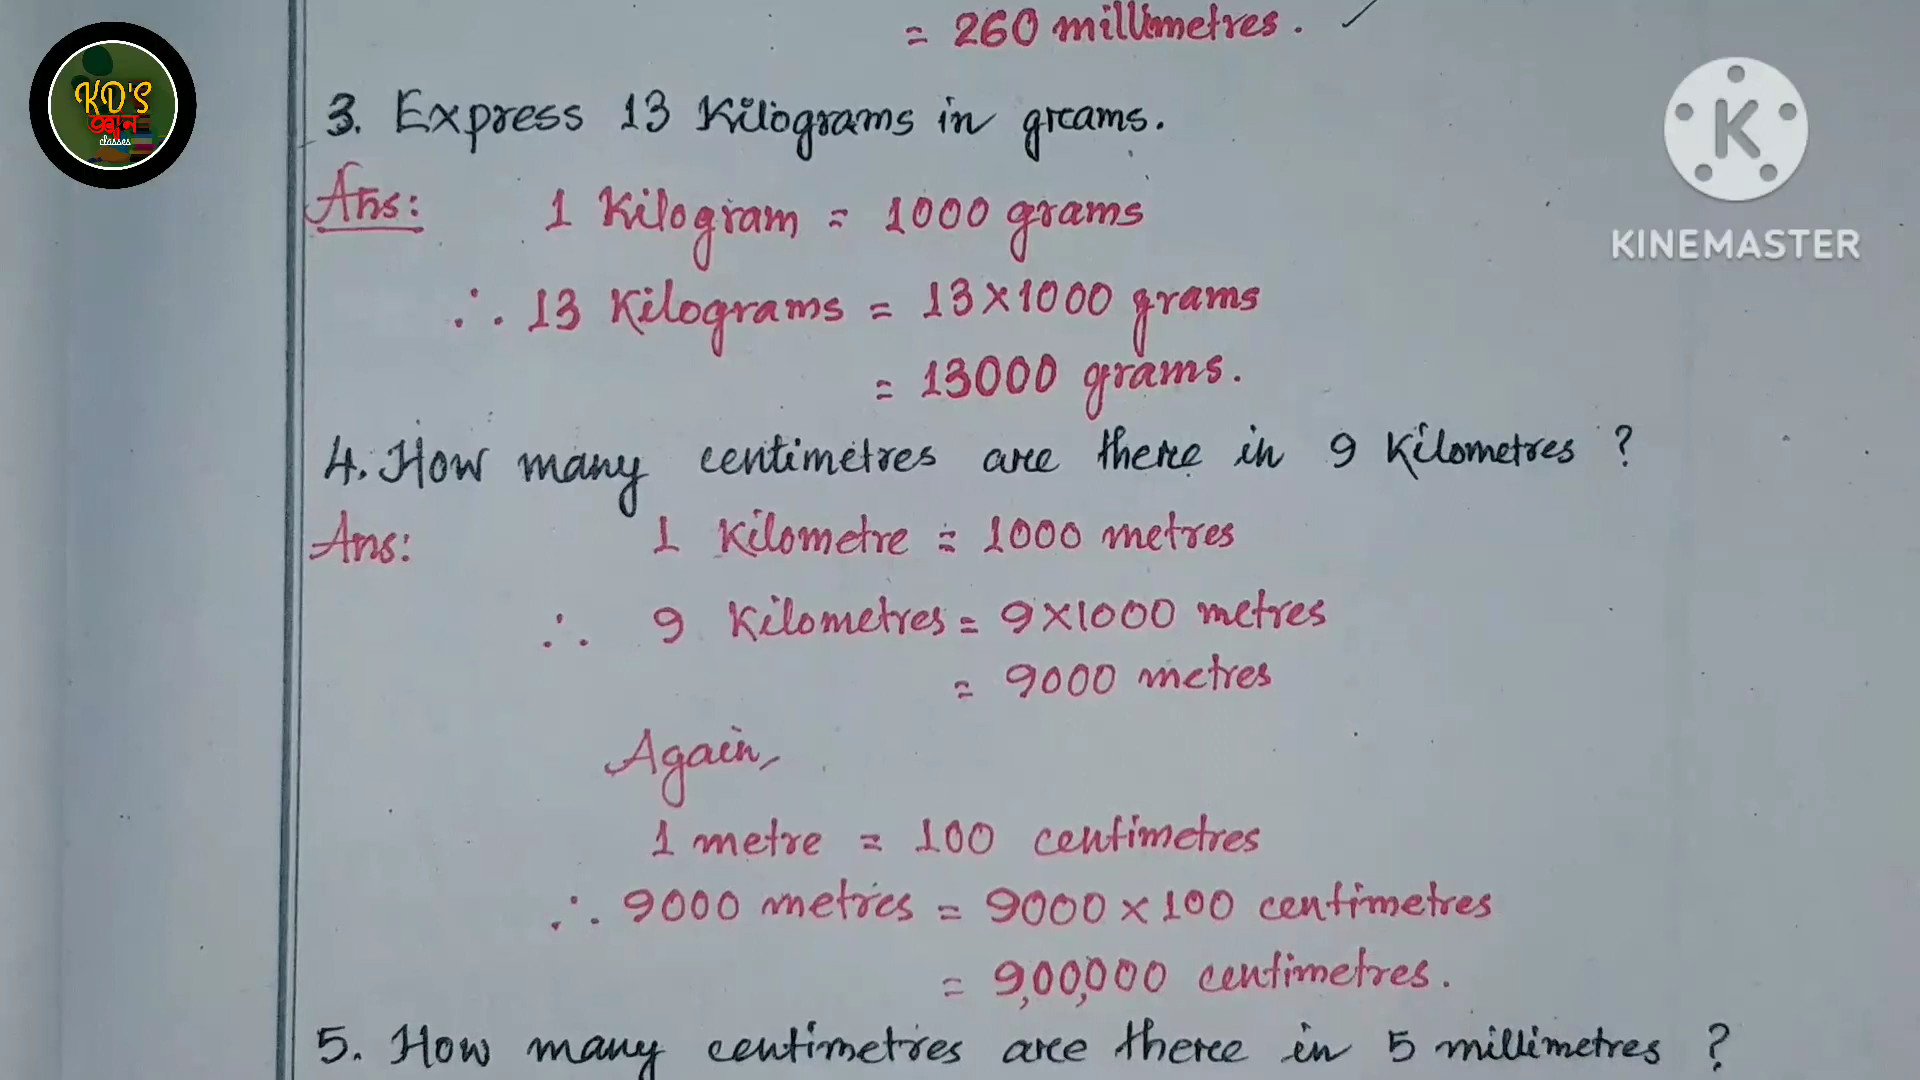 = 260 millimetres.
KD'S
জ্ঞান
classes
K
KINEMASTER
3. Express 13 Kilograms in grams.
Ans: 1 Kilogram = 1000 grams
∴ 13 Kilograms = 13×1000 grams
= 13000 grams.
4. How many centimetres are there in 9 Kilometres ?
Ans: 1 Kilometre = 1000 metres
∴ 9 Kilometres = 9×1000 metres
= 9000 metres
Again,
1 metre = 100 centimetres
∴ 9000 metres = 9000 × 100 centimetres
= 9,00,000 centimetres.
5. How many centimetres are there in 5 millimetres ?